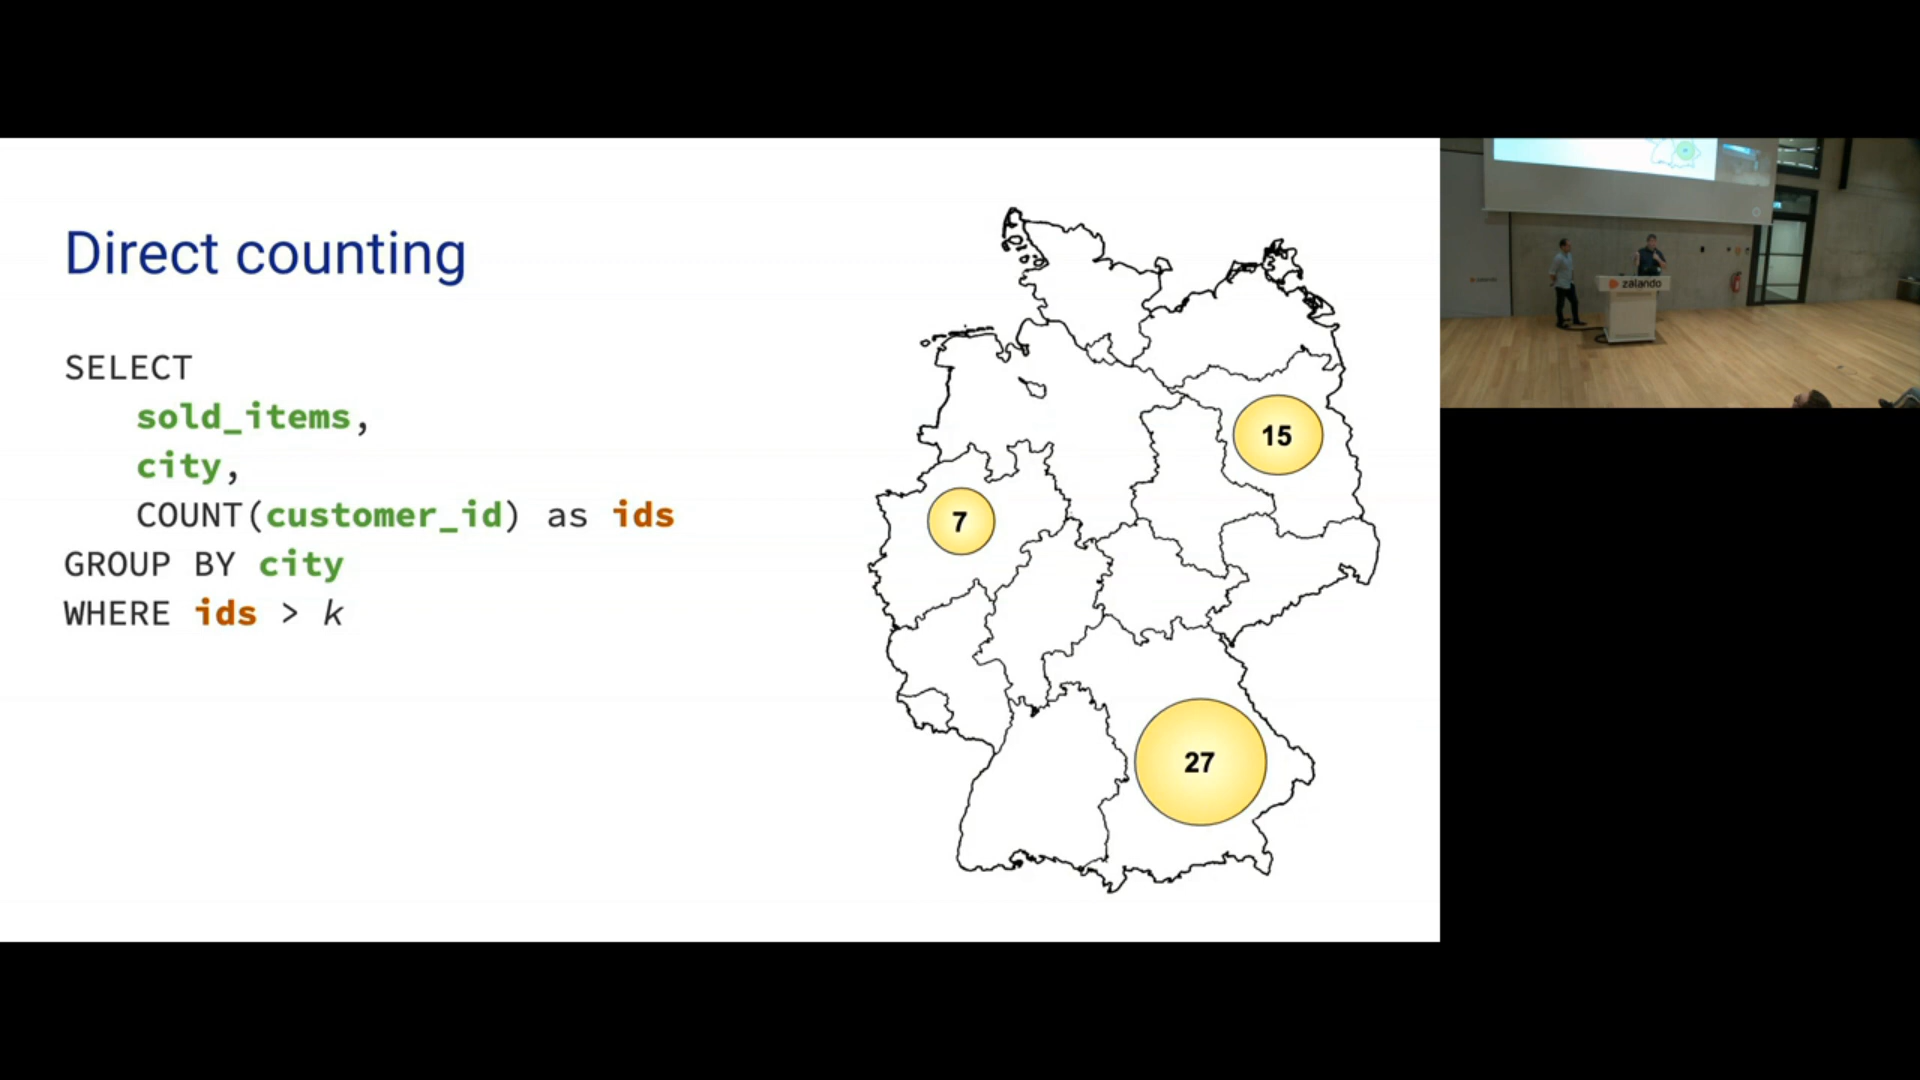 Direct counting
SELECT
sold_items,
city,
COUNT(customer_id) as ids
GROUP BY city
WHERE ids > k
15
7
27
zalando